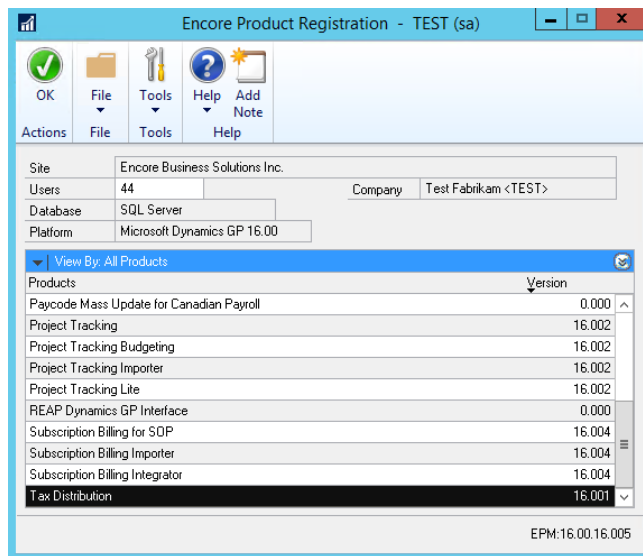 Encore Product Registration - TEST (sa)
OK
File
Tools
Help
Add Note
Actions
File
Tools
Help
Site Encore Business Solutions Inc.
Users 44 Company Test Fabrikam <TEST>
Database SQL Server
Platform Microsoft Dynamics GP 16.00
View By: All Products
Products Version
Paycode Mass Update for Canadian Payroll 0.000
Project Tracking 16.002
Project Tracking Budgeting 16.002
Project Tracking Importer 16.002
Project Tracking Lite 16.002
REAP Dynamics GP Interface 0.000
Subscription Billing for SOP 16.004
Subscription Billing Importer 16.004
Subscription Billing Integrator 16.004
Tax Distribution 16.001
EPM:16.00.16.005